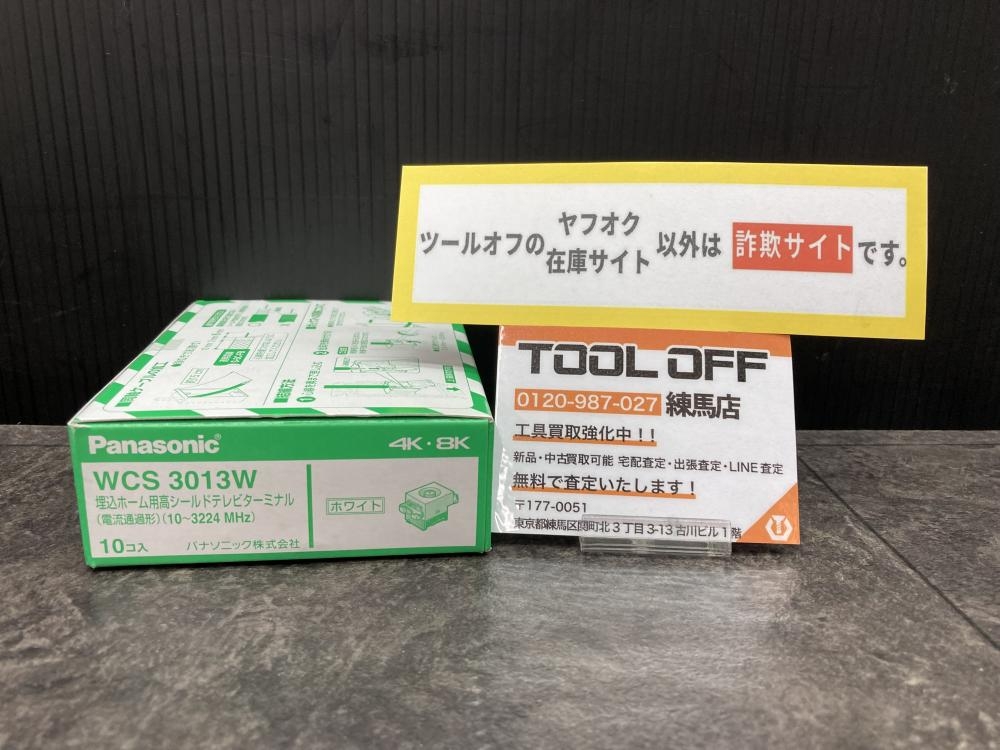 ツールオフの ヤフオク 在庫サイト 以外は 詐欺サイト です。
TOOL OFF
0120-987-027 練馬店
工具買取強化中！！
新品・中古買取可能 宅配査定・出張査定・LINE査定
無料で査定いたします！
〒177-0051
東京都練馬区関町北3丁目3-13古川ビル1階
Panasonic® 4K・8K
WCS 3013W
埋込ホーム用高シールドテレビターミナル
(電流通過形)(10~3224 MHz)
ホワイト
10コ入 パナソニック株式会社